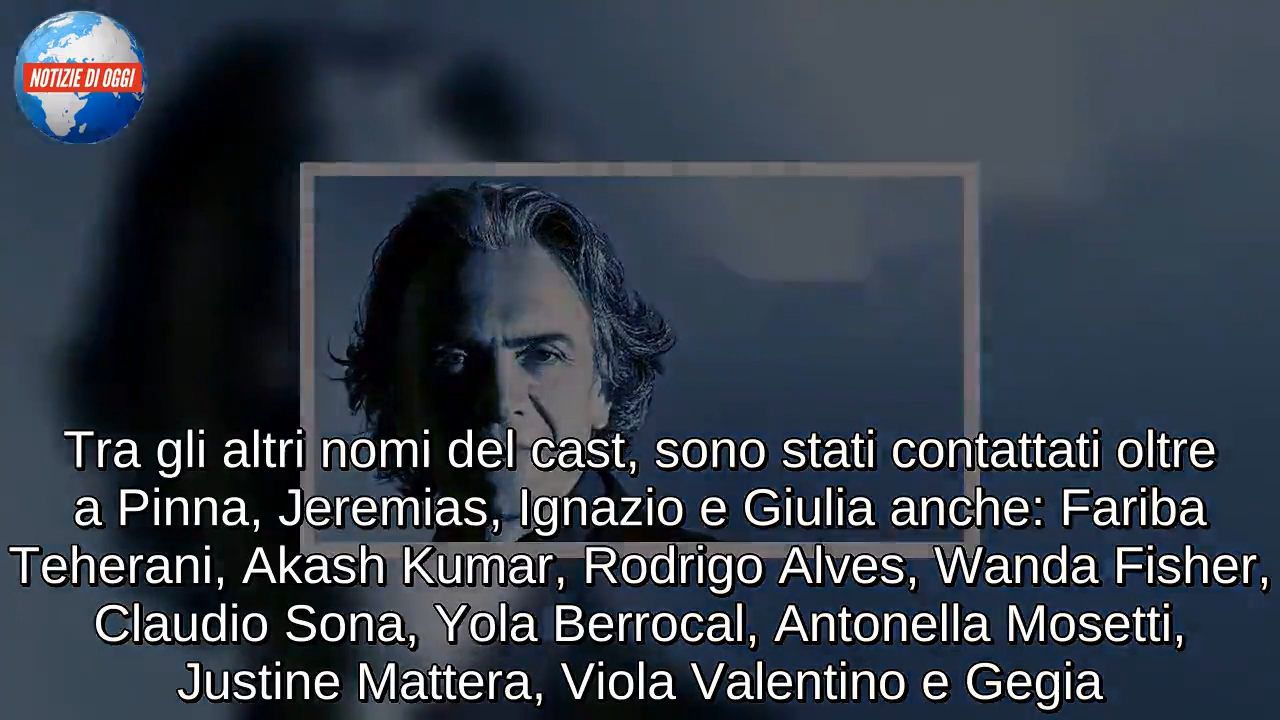 NOTIZIE DI OGGI
Tra gli altri nomi del cast, sono stati contattati oltre
a Pinna, Jeremias, Ignazio e Giulia anche: Fariba
Teherani, Akash Kumar, Rodrigo Alves, Wanda Fisher,
Claudio Sona, Yola Berrocal, Antonella Mosetti,
Justine Mattera, Viola Valentino e Gegia